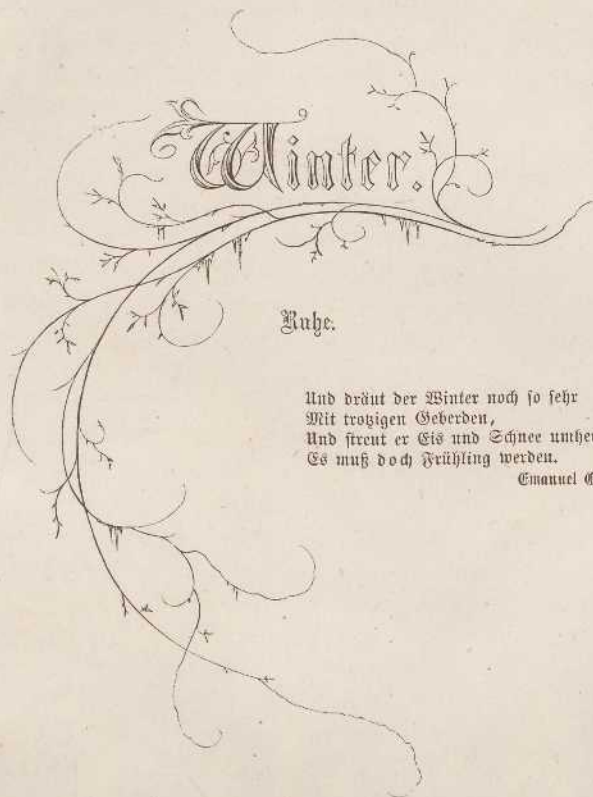 Winter.
Ruhe.
Und dräut der Winter noch so sehr
Mit trotzigen Geberden,
Und streut er Eis und Schnee umhe
Es muß doch Frühling werden.
Emanuel G